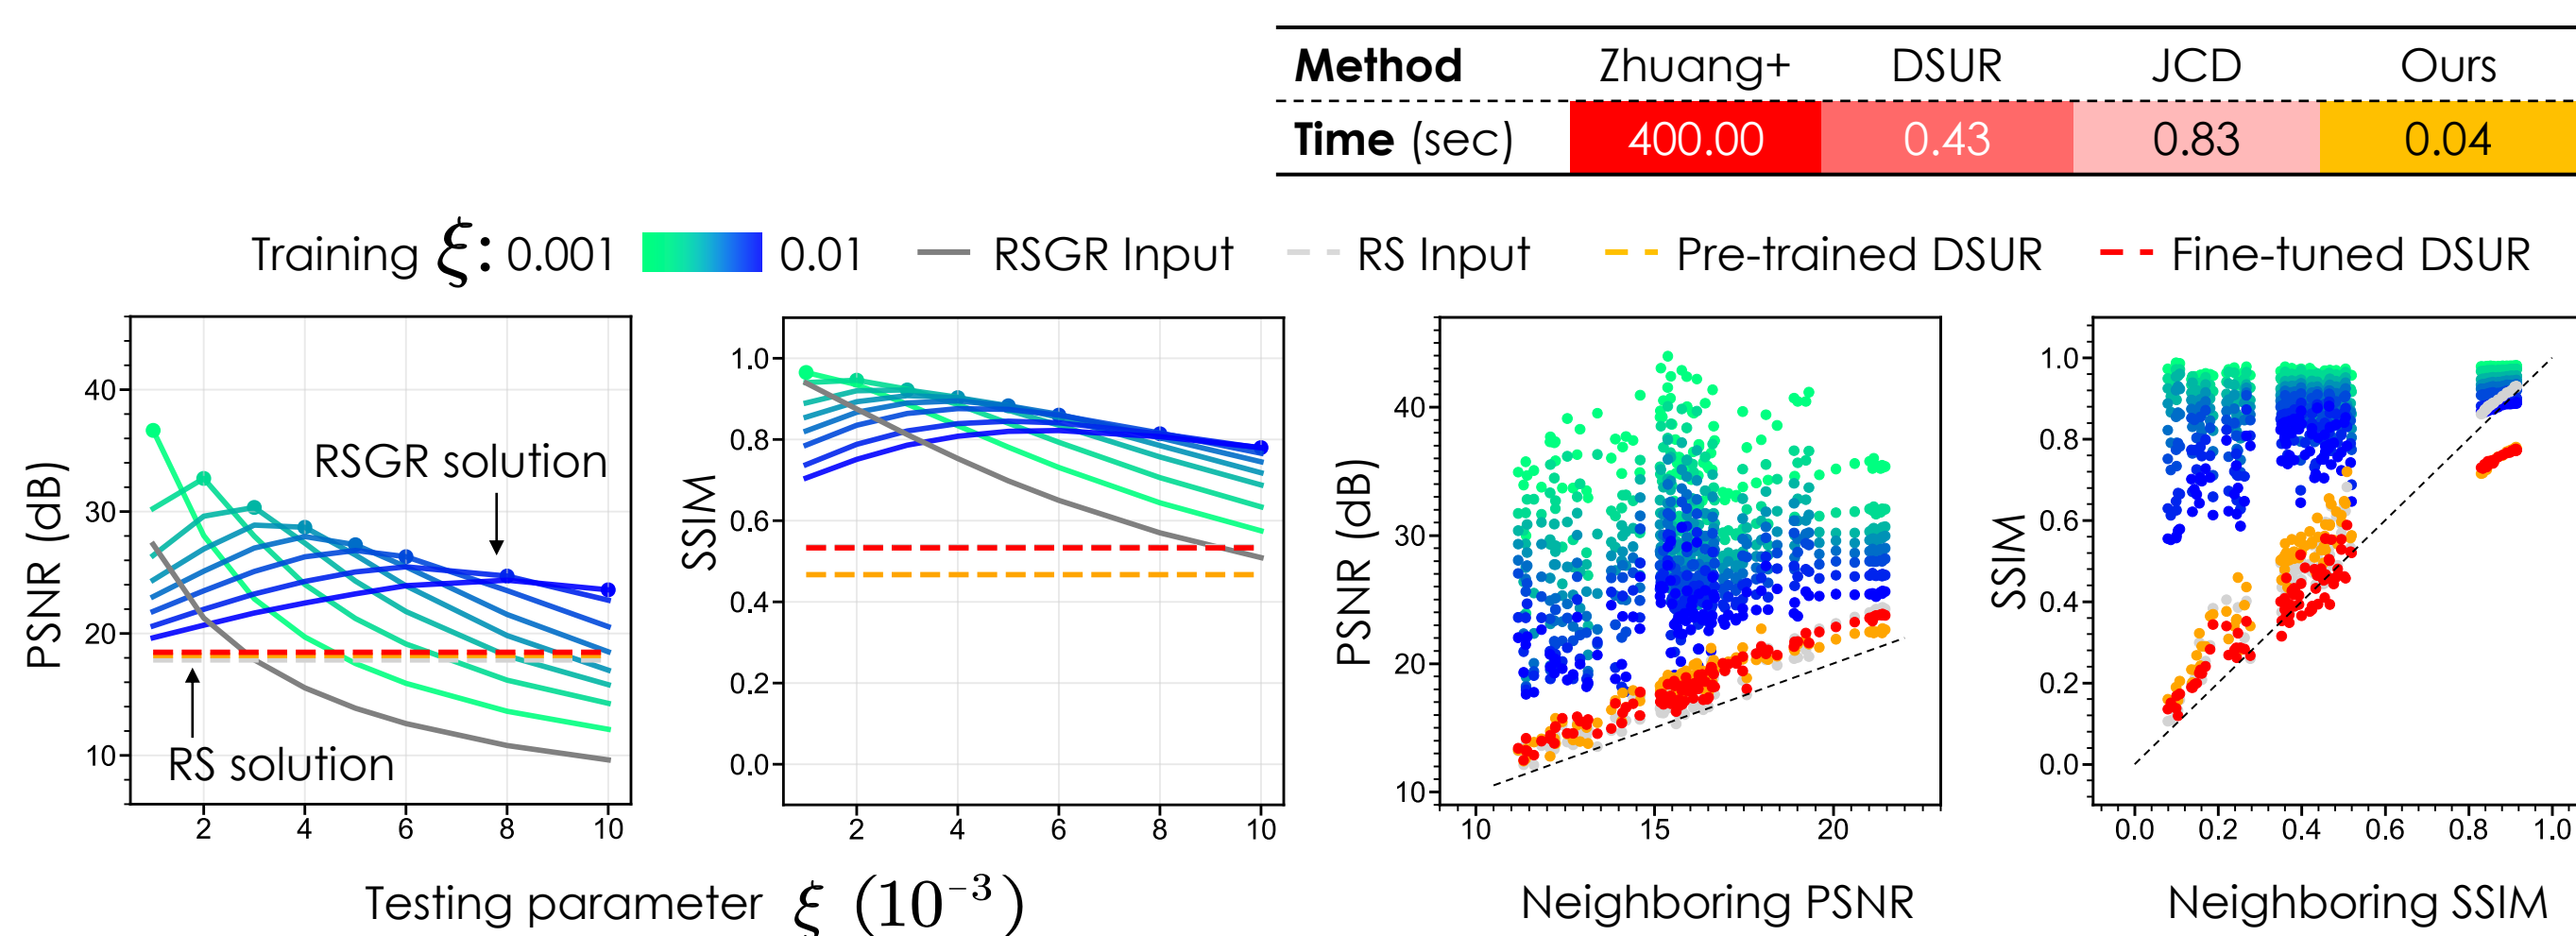 Method Zhuang+ DSUR JCD Ours
Time (sec) 400.00 0.43 0.83 0.04
Training ξ: 0.001 0.01 RSGR Input RS Input Pre-trained DSUR Fine-tuned DSUR
PSNR (dB)
40
30
20
10
RSGR solution
RS solution
2 4 6 8 10
SSIM
1.0
0.8
0.6
0.4
0.2
0.0
2 4 6 8 10
Testing parameter ξ (10⁻³)
PSNR (dB)
40
30
20
10
10 15 20
Neighboring PSNR
SSIM
1.0
0.8
0.6
0.4
0.2
0.0
0.0 0.2 0.4 0.6 0.8 1.0
Neighboring SSIM